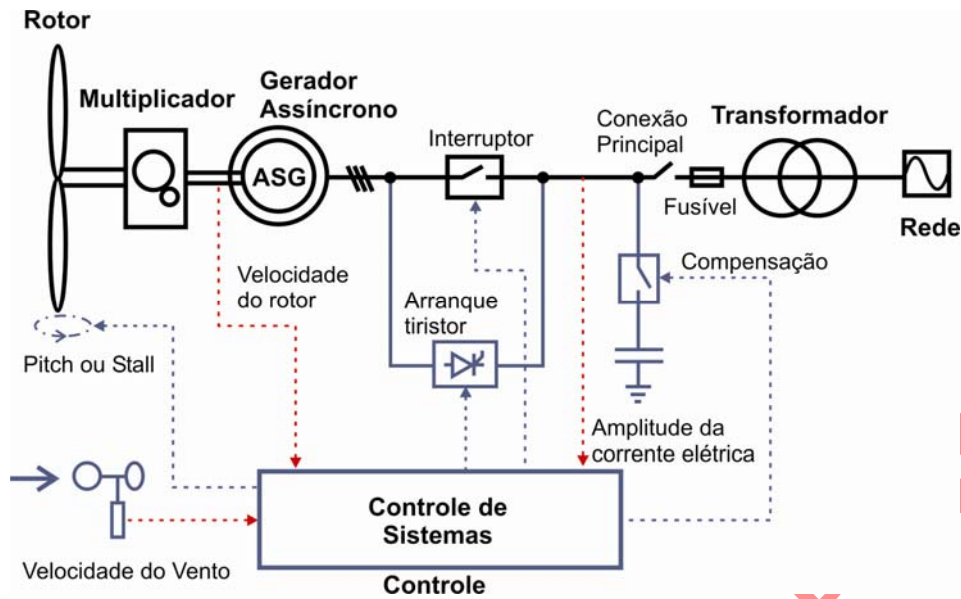 Rotor
Multiplicador
Gerador
Assíncrono
ASG
Interruptor
Conexão
Principal
Transformador
Fusível
Rede
Velocidade
do rotor
Arranque
tiristor
Compensação
Pitch ou Stall
Amplitude da
corrente elétrica
Controle de
Sistemas
Velocidade do Vento
Controle